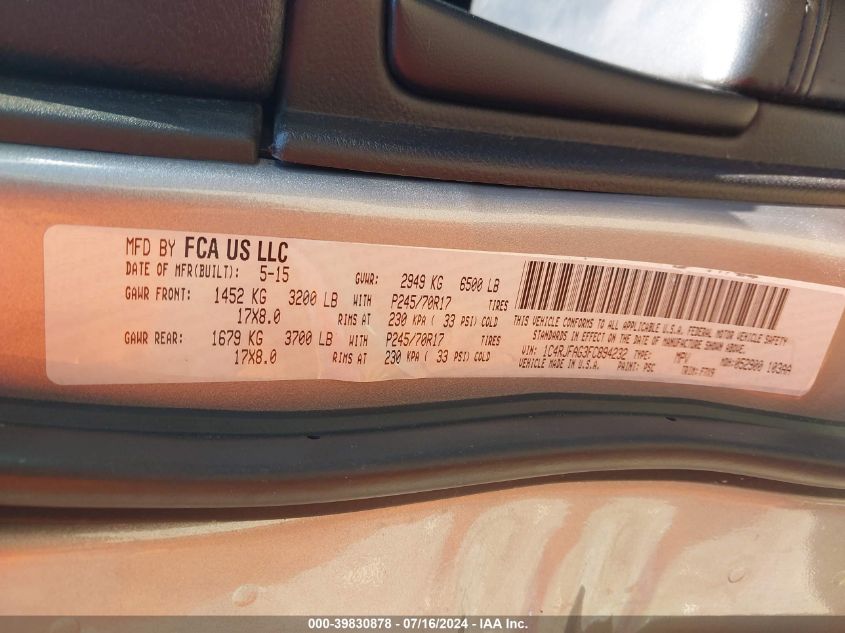 MFD BY FCA US LLC
DATE OF MFR(BUILT): 5-15 GVWR: 2949 KG 6500 LB
GAWR FRONT: 1452 KG 3200 LB WITH P245/70R17 TIRES
17X8.0 RIMS AT 230 KPA ( 33 PSI) COLD
GAWR REAR: 1679 KG 3700 LB WITH P245/70R17 TIRES
17X8.0 RIMS AT 230 KPA ( 33 PSI) COLD
THIS VEHICLE CONFORMS TO ALL APPLICABLE U.S.A. FEDERAL MOTOR VEHICLE SAFETY
STANDARDS IN EFFECT ON THE DATE OF MANUFACTURE SHOWN ABOVE.
VIN: 1C4RJFAG3FC894232 TYPE: MPV MDH: 052900 103AA
VEHICLE MADE IN U.S.A. PAINT: PSC TRIM:
000-39830878 - 07/16/2024 - IAA Inc.